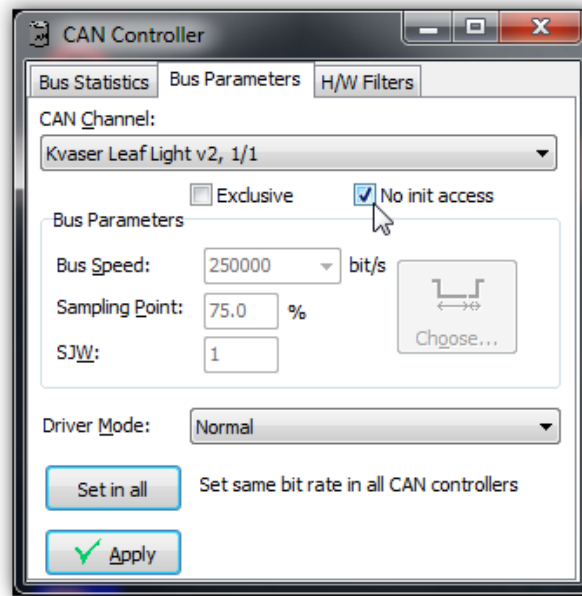 CAN Controller
Bus Statistics Bus Parameters H/W Filters
CAN Channel:
Kvaser Leaf Light v2, 1/1
Exclusive No init access
Bus Parameters
Bus Speed: 250000 bit/s
Sampling Point: 75.0 %
SJW: 1
Choose...
Driver Mode: Normal
Set in all Set same bit rate in all CAN controllers
Apply